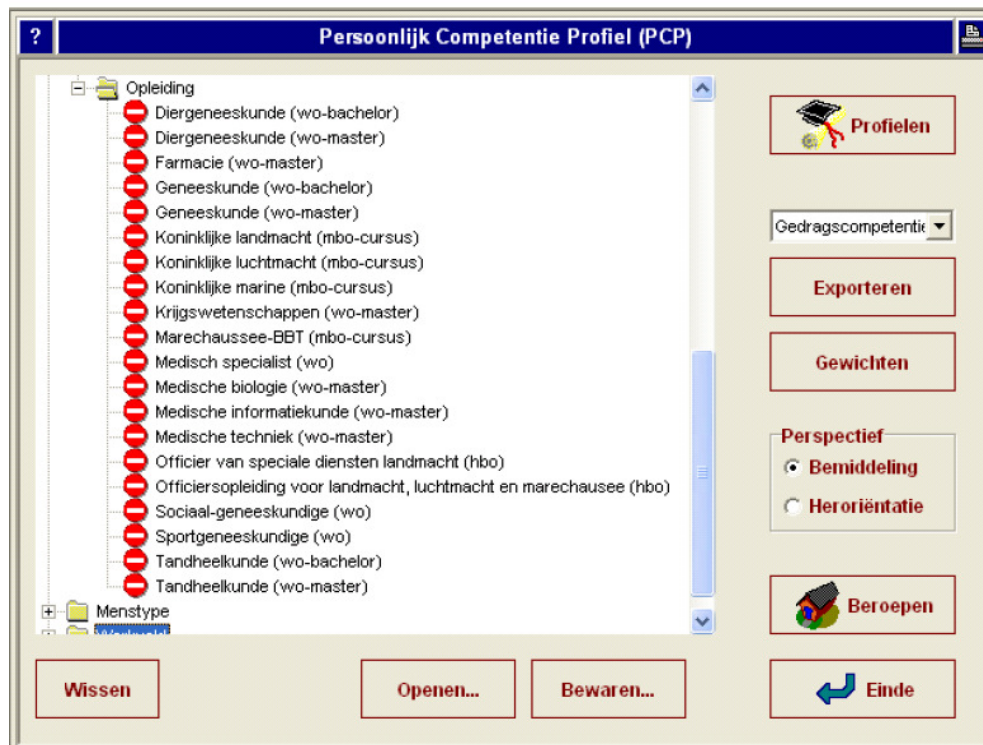 ?
Persoonlijk Competentie Profiel (PCP)
Opleiding
Diergeneeskunde (wo-bachelor)
Diergeneeskunde (wo-master)
Farmacie (wo-master)
Geneeskunde (wo-bachelor)
Geneeskunde (wo-master)
Koninklijke landmacht (mbo-cursus)
Koninklijke luchtmacht (mbo-cursus)
Koninklijke marine (mbo-cursus)
Krijgswetenschappen (wo-master)
Marechaussee-BBT (mbo-cursus)
Medisch specialist (wo)
Medische biologie (wo-master)
Medische informatiekunde (wo-master)
Medische techniek (wo-master)
Officier van speciale diensten landmacht (hbo)
Officiersopleiding voor landmacht, luchtmacht en marechausee (hbo)
Sociaal-geneeskundige (wo)
Sportgeneeskundige (wo)
Tandheelkunde (wo-bachelor)
Tandheelkunde (wo-master)
Menstype
Profielen
Gedragscompetentie
Exporteren
Gewichten
Perspectief
Bemiddeling
Heroriëntatie
Beroepen
Wissen
Openen...
Bewaren...
Einde